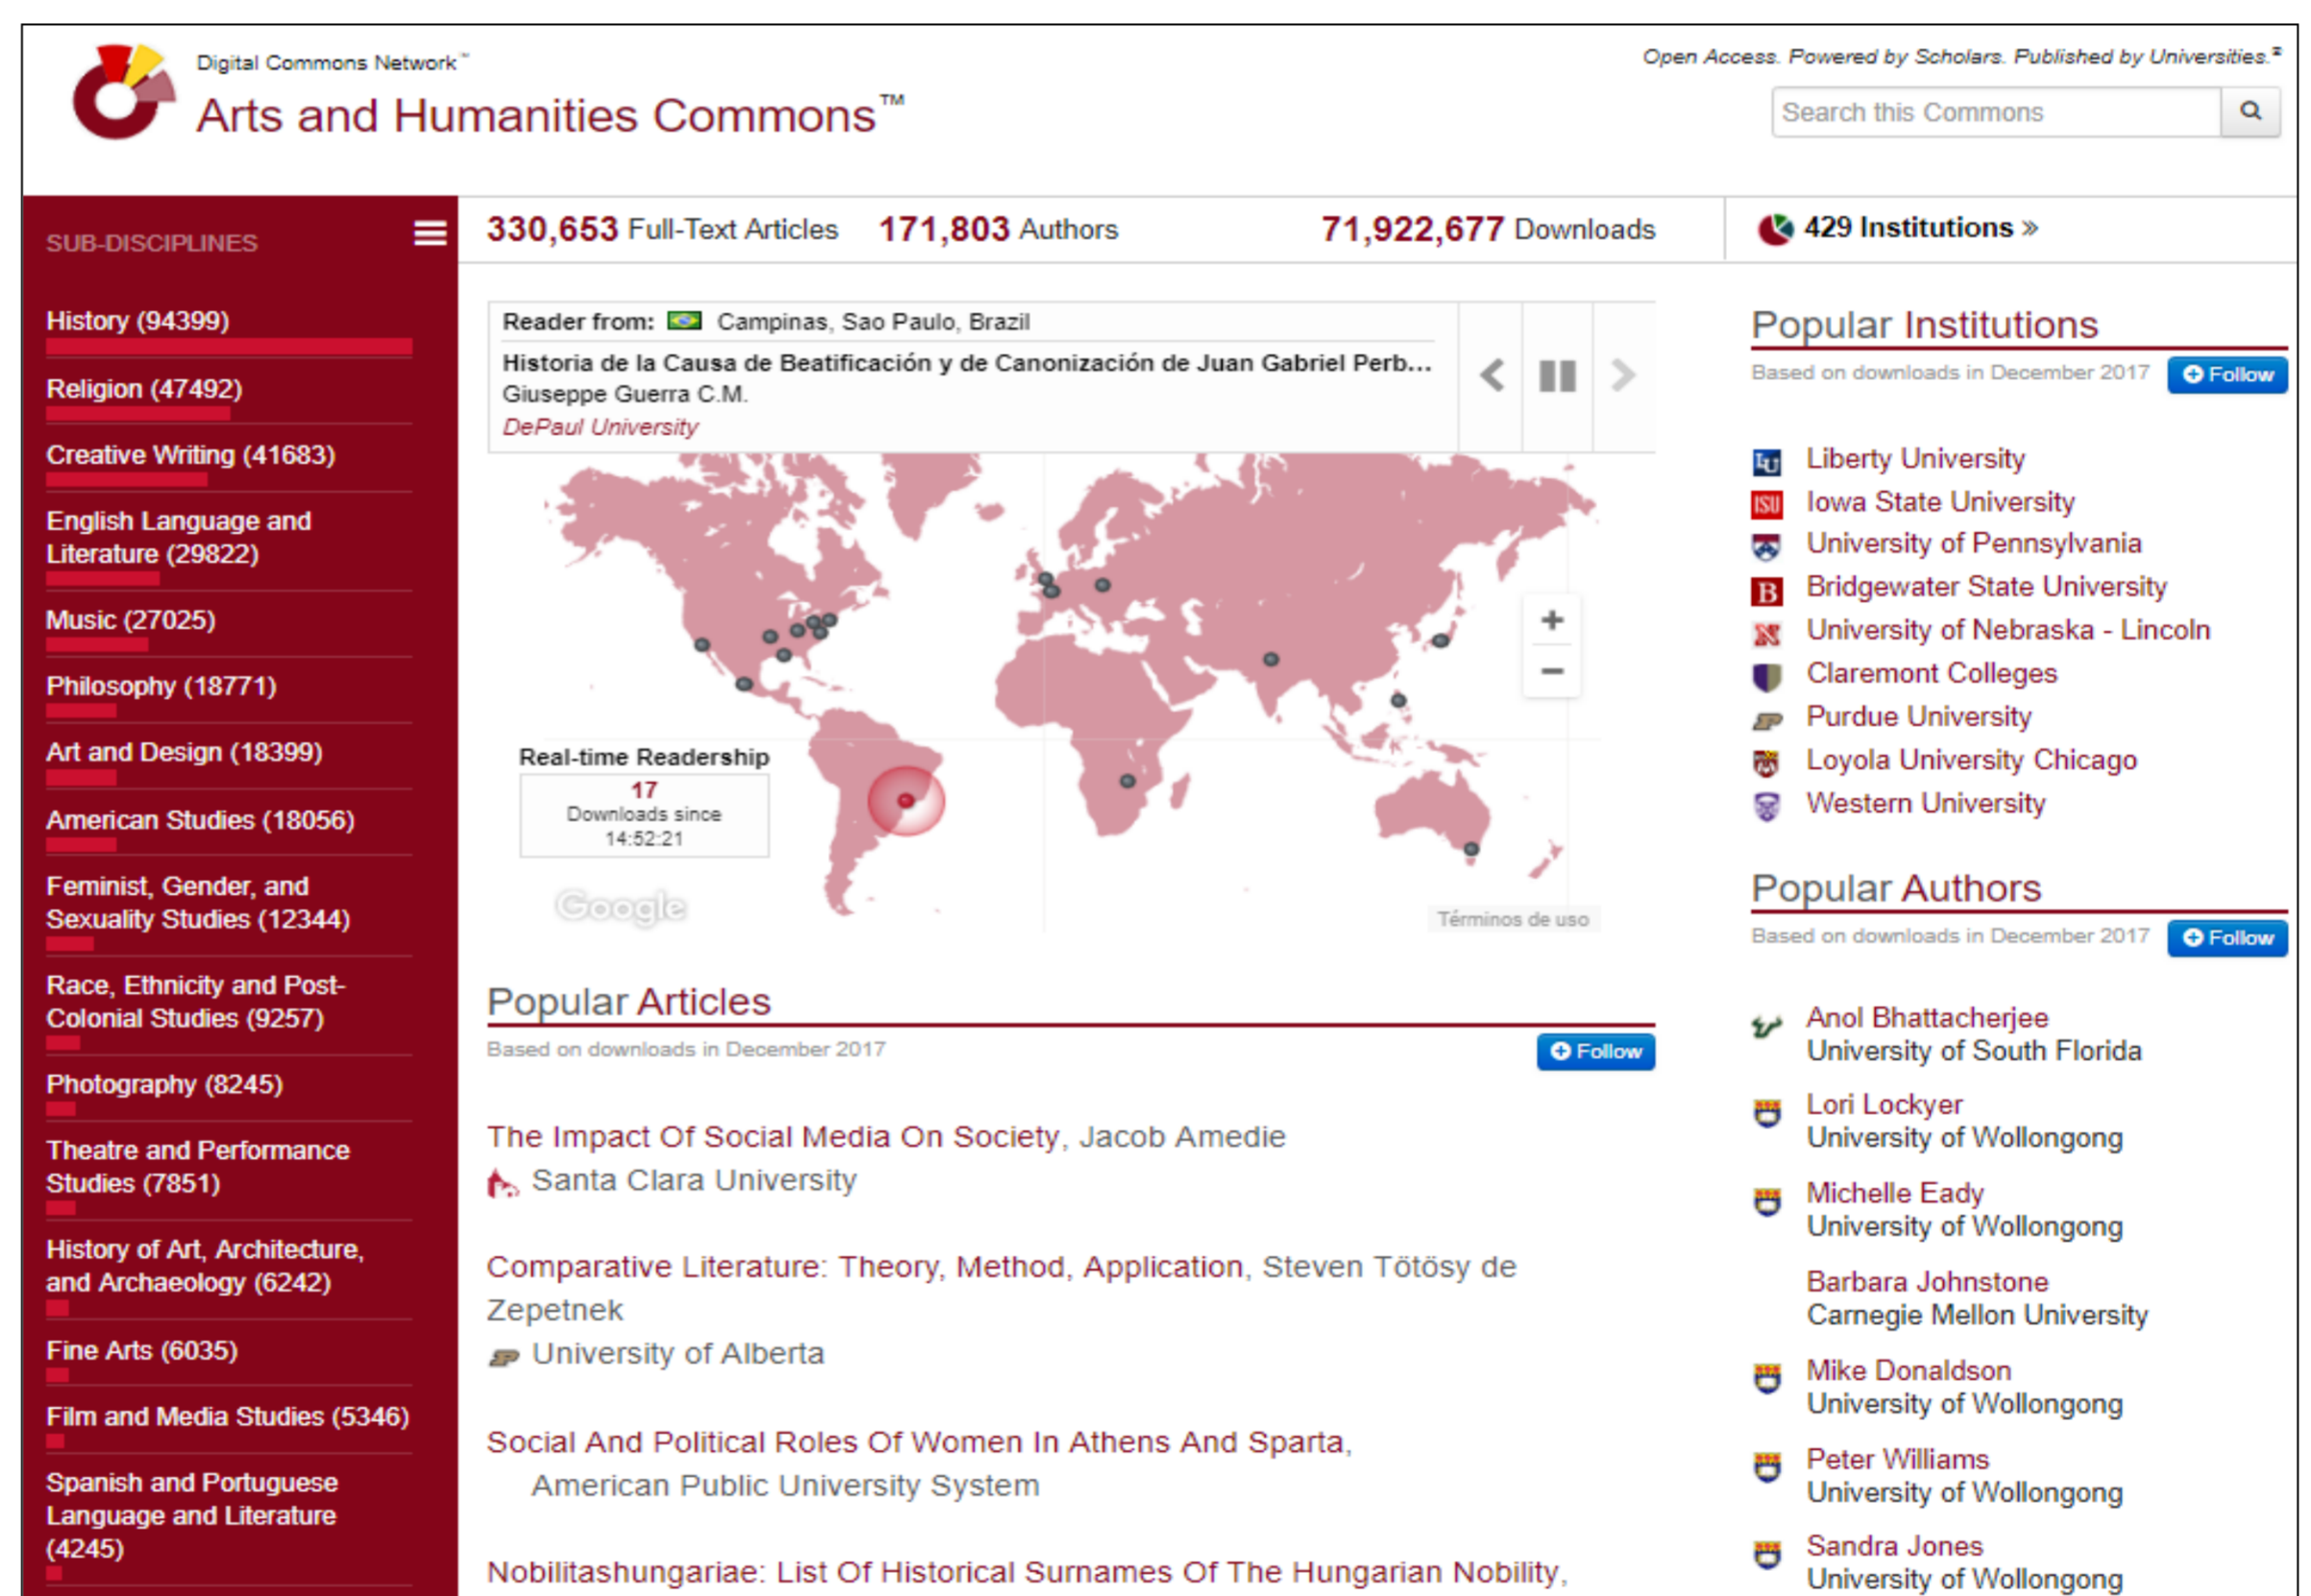 Digital Commons Network™
Arts and Humanities Commons™
Open Access. Powered by Scholars. Published by Universities.
Search this Commons
SUB-DISCIPLINES
History (94399)
Religion (47492)
Creative Writing (41683)
English Language and
Literature (29822)
Music (27025)
Philosophy (18771)
Art and Design (18399)
American Studies (18056)
Feminist, Gender, and
Sexuality Studies (12344)
Race, Ethnicity and Post-
Colonial Studies (9257)
Photography (8245)
Theatre and Performance
Studies (7851)
History of Art, Architecture,
and Archaeology (6242)
Fine Arts (6035)
Film and Media Studies (5346)
Spanish and Portuguese
Language and Literature
(4245)
330,653 Full-Text Articles 171,803 Authors 71,922,677 Downloads
429 Institutions »
Reader from: Campinas, Sao Paulo, Brazil
Historia de la Causa de Beatificación y de Canonización de Juan Gabriel Perb...
Giuseppe Guerra C.M.
DePaul University
+
−
Real-time Readership
17
Downloads since
14:52:21
Google
Términos de uso
Popular Articles
Based on downloads in December 2017
Follow
The Impact Of Social Media On Society, Jacob Amedie
Santa Clara University
Comparative Literature: Theory, Method, Application, Steven Tötösy de
Zepetnek
University of Alberta
Social And Political Roles Of Women In Athens And Sparta,
American Public University System
Nobilitashungariae: List Of Historical Surnames Of The Hungarian Nobility,
Popular Institutions
Based on downloads in December 2017
Follow
LU Liberty University
ISU Iowa State University
University of Pennsylvania
B Bridgewater State University
N University of Nebraska - Lincoln
Claremont Colleges
Purdue University
Loyola University Chicago
Western University
Popular Authors
Based on downloads in December 2017
Follow
Anol Bhattacherjee
University of South Florida
Lori Lockyer
University of Wollongong
Michelle Eady
University of Wollongong
Barbara Johnstone
Carnegie Mellon University
Mike Donaldson
University of Wollongong
Peter Williams
University of Wollongong
Sandra Jones
University of Wollongong